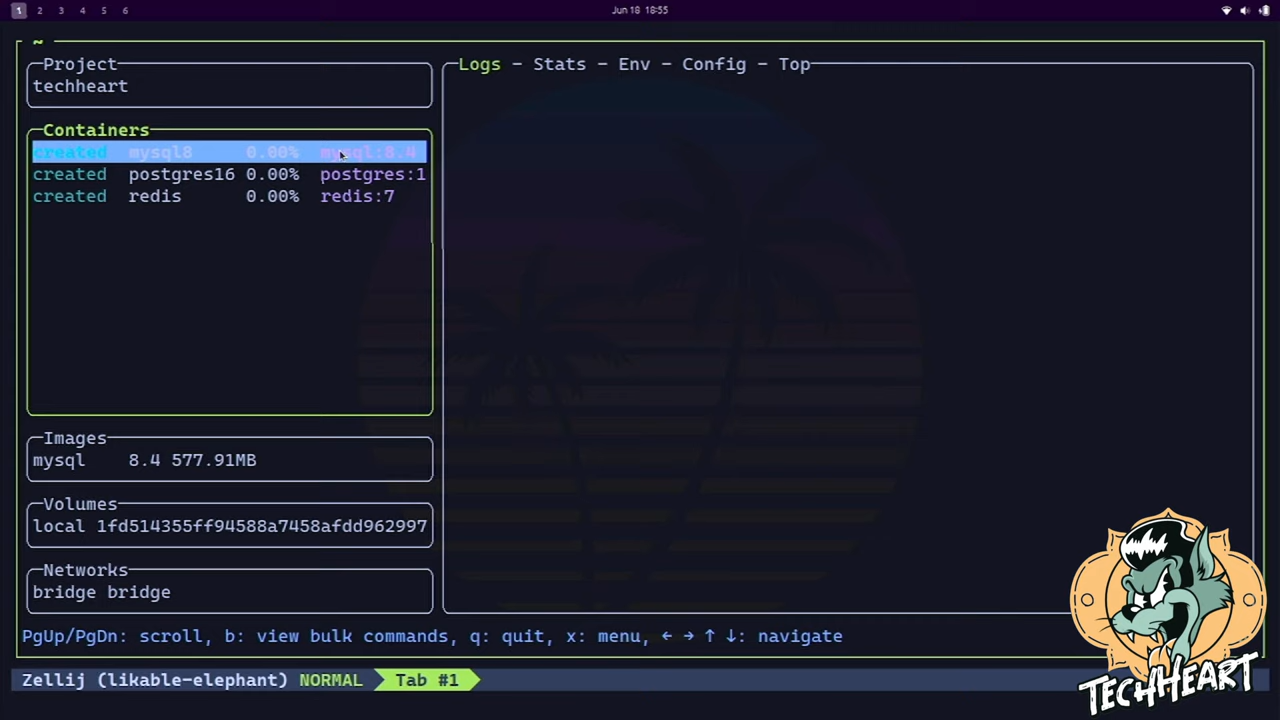 1 2 3 4 5 6
Jun 18 18:55
~
Project
techheart
Containers
created mysql8 0.00% mysql:8.4
created postgres16 0.00% postgres:1
created redis 0.00% redis:7
Images
mysql 8.4 577.91MB
Volumes
local 1fd514355ff94588a7458afdd962997
Networks
bridge bridge
Logs - Stats - Env - Config - Top
PgUp/PgDn: scroll, b: view bulk commands, q: quit, x: menu, ← → ↑ ↓: navigate
Zellij (likable-elephant) NORMAL Tab #1
TECHHEART